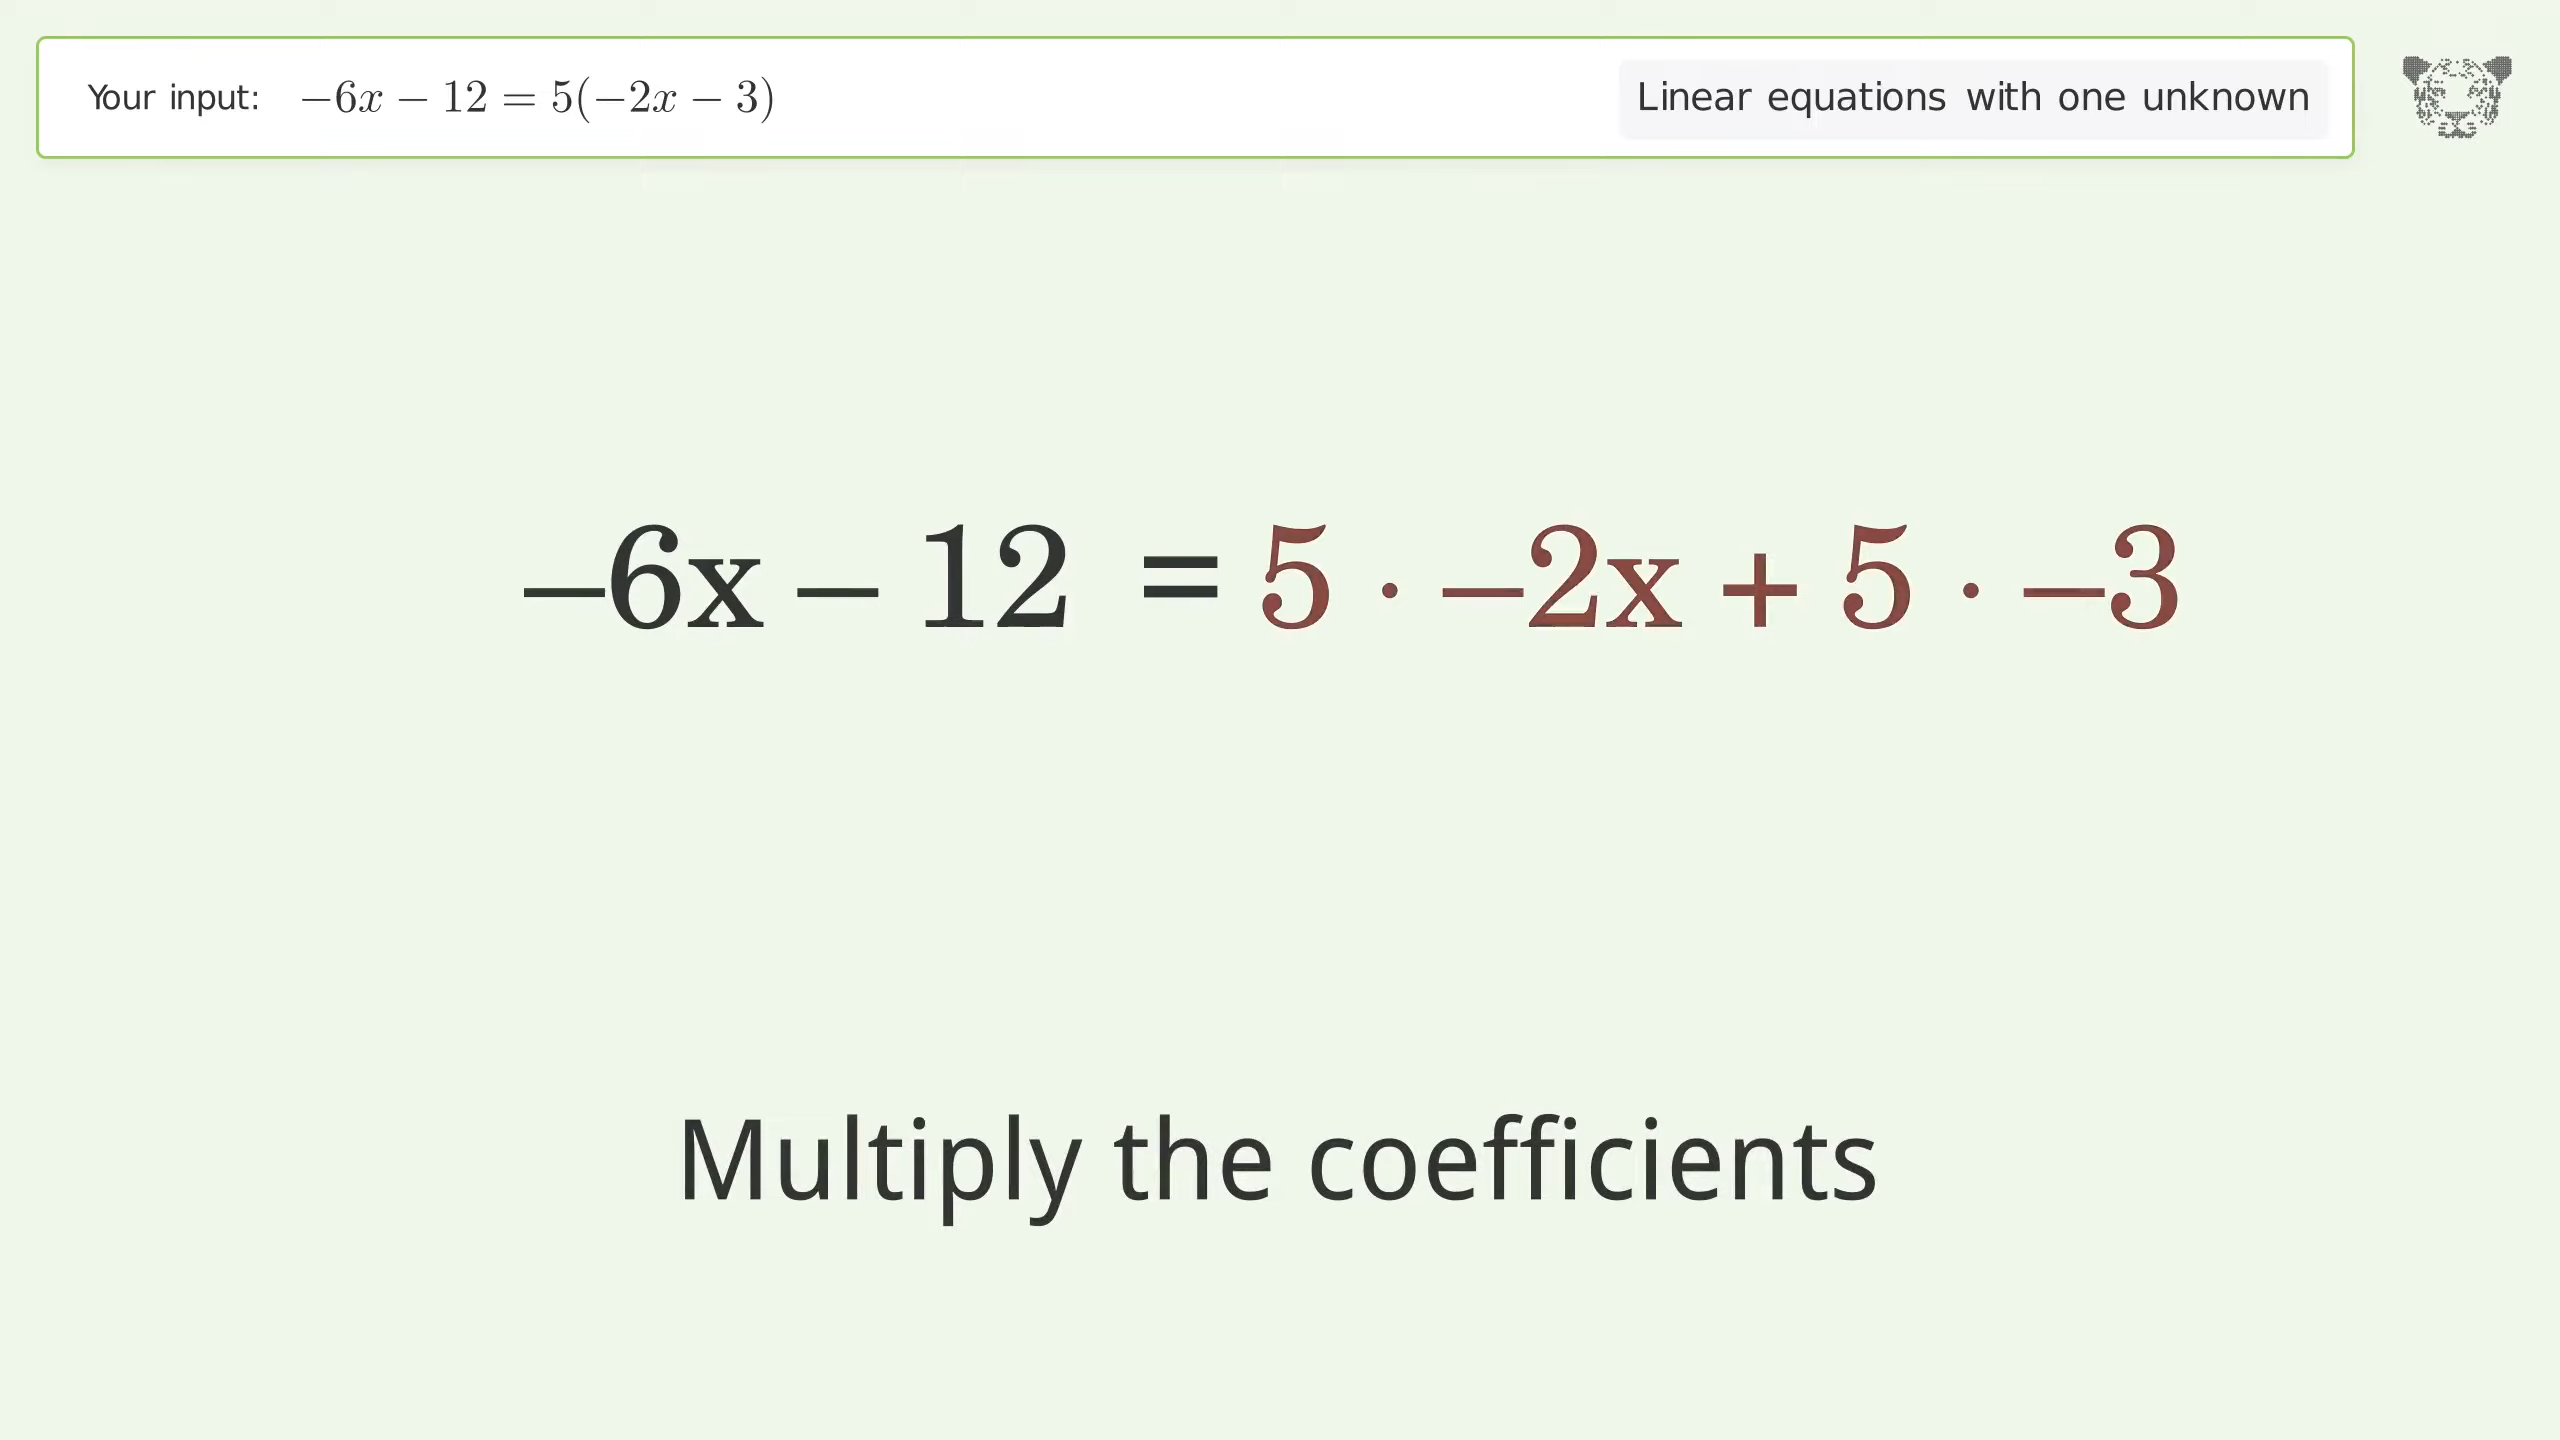 Your input: −6x − 12 = 5(−2x − 3)
Linear equations with one unknown
−6x − 12 = 5 · −2x + 5 · −3
Multiply the coefficients